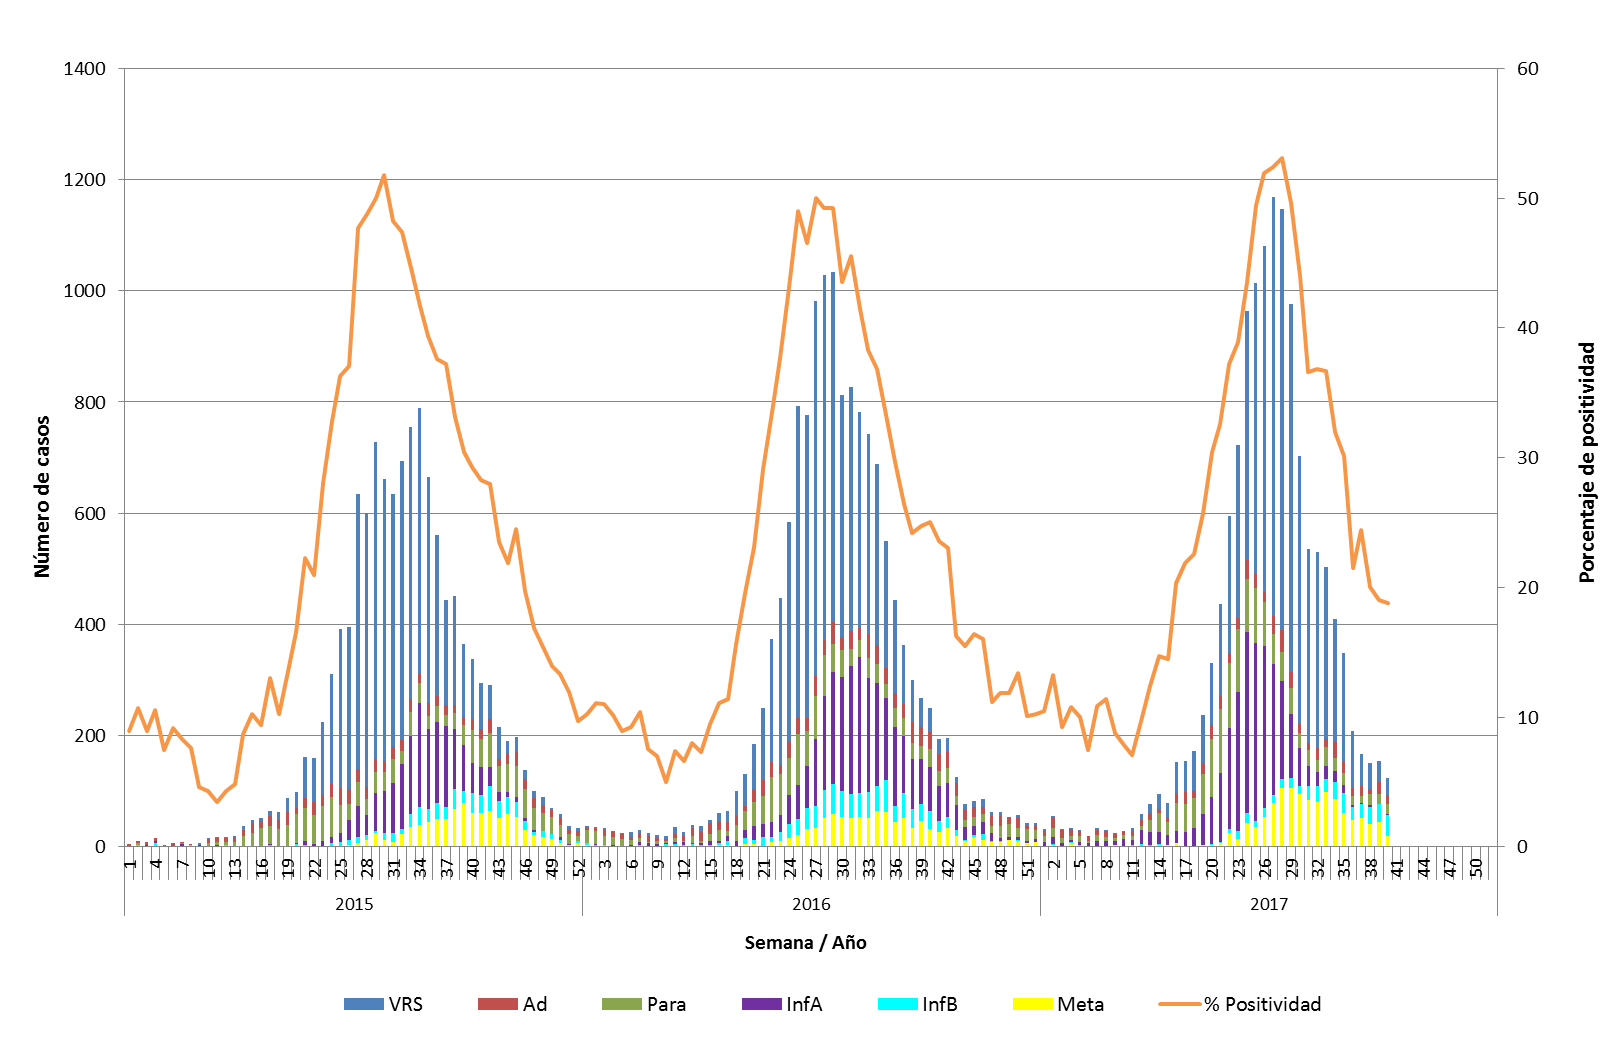 1400
1200
1000
800
600
400
200
0
Número de casos
60
50
40
30
20
10
0
Porcentaje de positividad
1 4 7 10 13 16 19 22 25 28 31 34 37 40 43 46 49 52 3 6 9 12 15 18 21 24 27 30 33 36 39 42 45 48 51 2 5 8 11 14 17 20 23 26 29 32 35 38 41 44 47 50
2015 2016 2017
Semana / Año
VRS Ad Para InfA InfB Meta % Positividad